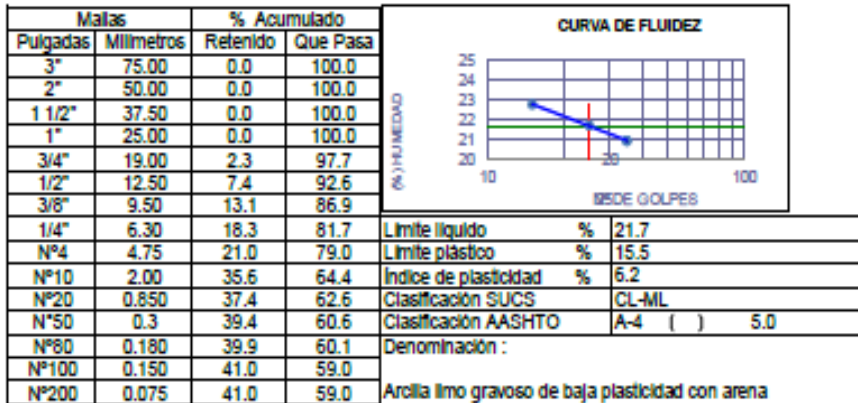 Mallas % Acumulado
Pulgadas Milimetros Retenido Que Pasa
3" 75.00 0.0 100.0
2" 50.00 0.0 100.0
1 1/2" 37.50 0.0 100.0
1" 25.00 0.0 100.0
3/4" 19.00 2.3 97.7
1/2" 12.50 7.4 92.6
3/8" 9.50 13.1 86.9
1/4" 6.30 18.3 81.7
Nº4 4.75 21.0 79.0
Nº10 2.00 35.6 64.4
Nº20 0.850 37.4 62.6
N°50 0.3 39.4 60.6
Nº80 0.180 39.9 60.1
Nº100 0.150 41.0 59.0
Nº200 0.075 41.0 59.0
CURVA DE FLUIDEZ
(%) HUMEDAD
25
24
23
22
21
20
10 20 100
DE GOLPES
Límite líquido % 21.7
Límite plástico % 15.5
Índice de plasticidad % 6.2
Clasificación SUCS CL-ML
Clasificación AASHTO A-4 ( ) 5.0
Denominación :
Arcilla limo gravoso de baja plasticidad con arena